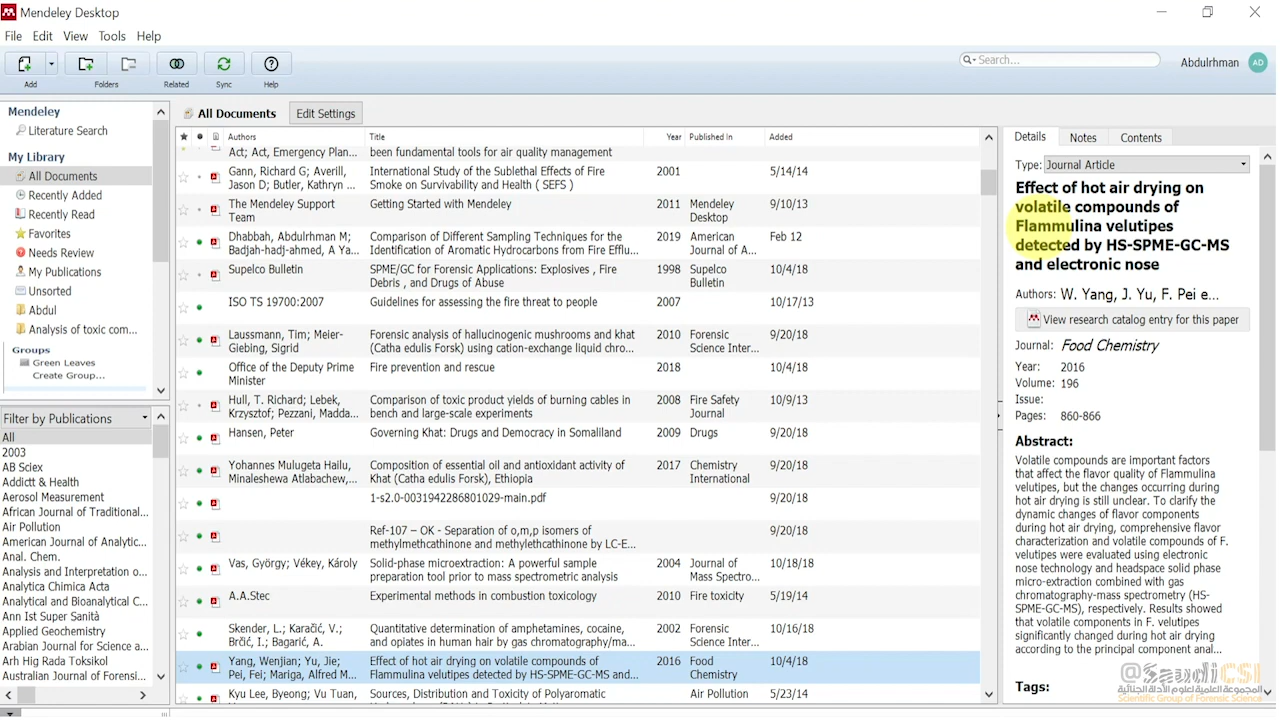 Mendeley Desktop
File Edit View Tools Help
Add Folders Related Sync Help
Search...
Abdulrhman AD
Mendeley
Literature Search
My Library
All Documents
Recently Added
Recently Read
Favorites
Needs Review
My Publications
Unsorted
Abdul
Analysis of toxic com...
Groups
Green Leaves
Create Group...
Filter by Publications
All
2003
AB Sciex
Addictt & Health
Aerosol Measurement
African Journal of Traditional...
Air Pollution
American Journal of Analytic...
Anal. Chem.
Analysis and Interpretation o...
Analytica Chimica Acta
Analytical and Bioanalytical C...
Ann Ist Super Sanità
Applied Geochemistry
Arabian Journal for Science a...
Arh Hig Rada Toksikol
Australian Journal of Forensi...
All Documents Edit Settings
Authors Title Year Published In Added
Act; Act, Emergency Plan... been fundamental tools for air quality management
Gann, Richard G; Averill, International Study of the Sublethal Effects of Fire 2001 5/14/14
Jason D; Butler, Kathryn ... Smoke on Survivability and Health ( SEFS )
The Mendeley Support Getting Started with Mendeley 2011 Mendeley 9/10/13
Team Desktop
Dhabbah, Abdulrhman M; Comparison of Different Sampling Techniques for the 2019 American Feb 12
Badjah-hadj-ahmed, A Ya... Identification of Aromatic Hydrocarbons from Fire Efflu... Journal of A...
Supelco Bulletin SPME/GC for Forensic Applications: Explosives , Fire 1998 Supelco 10/4/18
Debris , and Drugs of Abuse Bulletin
ISO TS 19700:2007 Guidelines for assessing the fire threat to people 2007 10/17/13
Laussmann, Tim; Meier- Forensic analysis of hallucinogenic mushrooms and khat 2010 Forensic 9/20/18
Giebing, Sigrid (Catha edulis Forsk) using cation-exchange liquid chro... Science Inter...
Office of the Deputy Prime Fire prevention and rescue 2018 10/4/18
Minister
Hull, T. Richard; Lebek, Comparison of toxic product yields of burning cables in 2008 Fire Safety 10/9/13
Krzysztof; Pezzani, Madda... bench and large-scale experiments Journal
Hansen, Peter Governing Khat: Drugs and Democracy in Somaliland 2009 Drugs 9/20/18
Yohannes Mulugeta Hailu, Composition of essential oil and antioxidant activity of 2017 Chemistry 9/20/18
Minaleshewa Atlabachew,... Khat (Catha edulis Forsk), Ethiopia International
1-s2.0-0031942286801029-main.pdf 9/20/18
Ref-107 – OK - Separation of o,m,p isomers of 9/20/18
methylmethcathinone and methylethcathinone by LC-E...
Vas, György; Vékey, Károly Solid-phase microextraction: A powerful sample 2004 Journal of 10/18/18
preparation tool prior to mass spectrometric analysis Mass Spectro...
A.A.Stec Experimental methods in combustion toxicology 2010 Fire toxicity 5/19/14
Skender, L.; Karačić, V.; Quantitative determination of amphetamines, cocaine, 2002 Forensic 10/16/18
Brčić, I.; Bagarić, A. and opiates in human hair by gas chromatography/ma... Science Inter...
Yang, Wenjian; Yu, Jie; Effect of hot air drying on volatile compounds of 2016 Food 10/4/18
Pei, Fei; Mariga, Alfred M... Flammulina velutipes detected by HS-SPME-GC-MS and... Chemistry
Kyu Lee, Byeong; Vu Tuan, Sources, Distribution and Toxicity of Polyaromatic Air Pollution 5/23/14
Details Notes Contents
Type: Journal Article
Effect of hot air drying on
volatile compounds of
Flammulina velutipes
detected by HS-SPME-GC-MS
and electronic nose
Authors: W. Yang, J. Yu, F. Pei e...
View research catalog entry for this paper
Journal: Food Chemistry
Year: 2016
Volume: 196
Issue:
Pages: 860-866
Abstract:
Volatile compounds are important factors
that affect the flavor quality of Flammulina
velutipes, but the changes occurring during
hot air drying is still unclear. To clarify the
dynamic changes of flavor components
during hot air drying, comprehensive flavor
characterization and volatile compounds of F.
velutipes were evaluated using electronic
nose technology and headspace solid phase
micro-extraction combined with gas
chromatography-mass spectrometry (HS-
SPME-GC-MS), respectively. Results showed
that volatile components in F. velutipes
significantly changed during hot air drying
according to the principal component anal...
Tags:
@SaudiCSI
المجموعة العلمية لعلوم الأدلة الجنائية
Scientific Group of Forensic Science